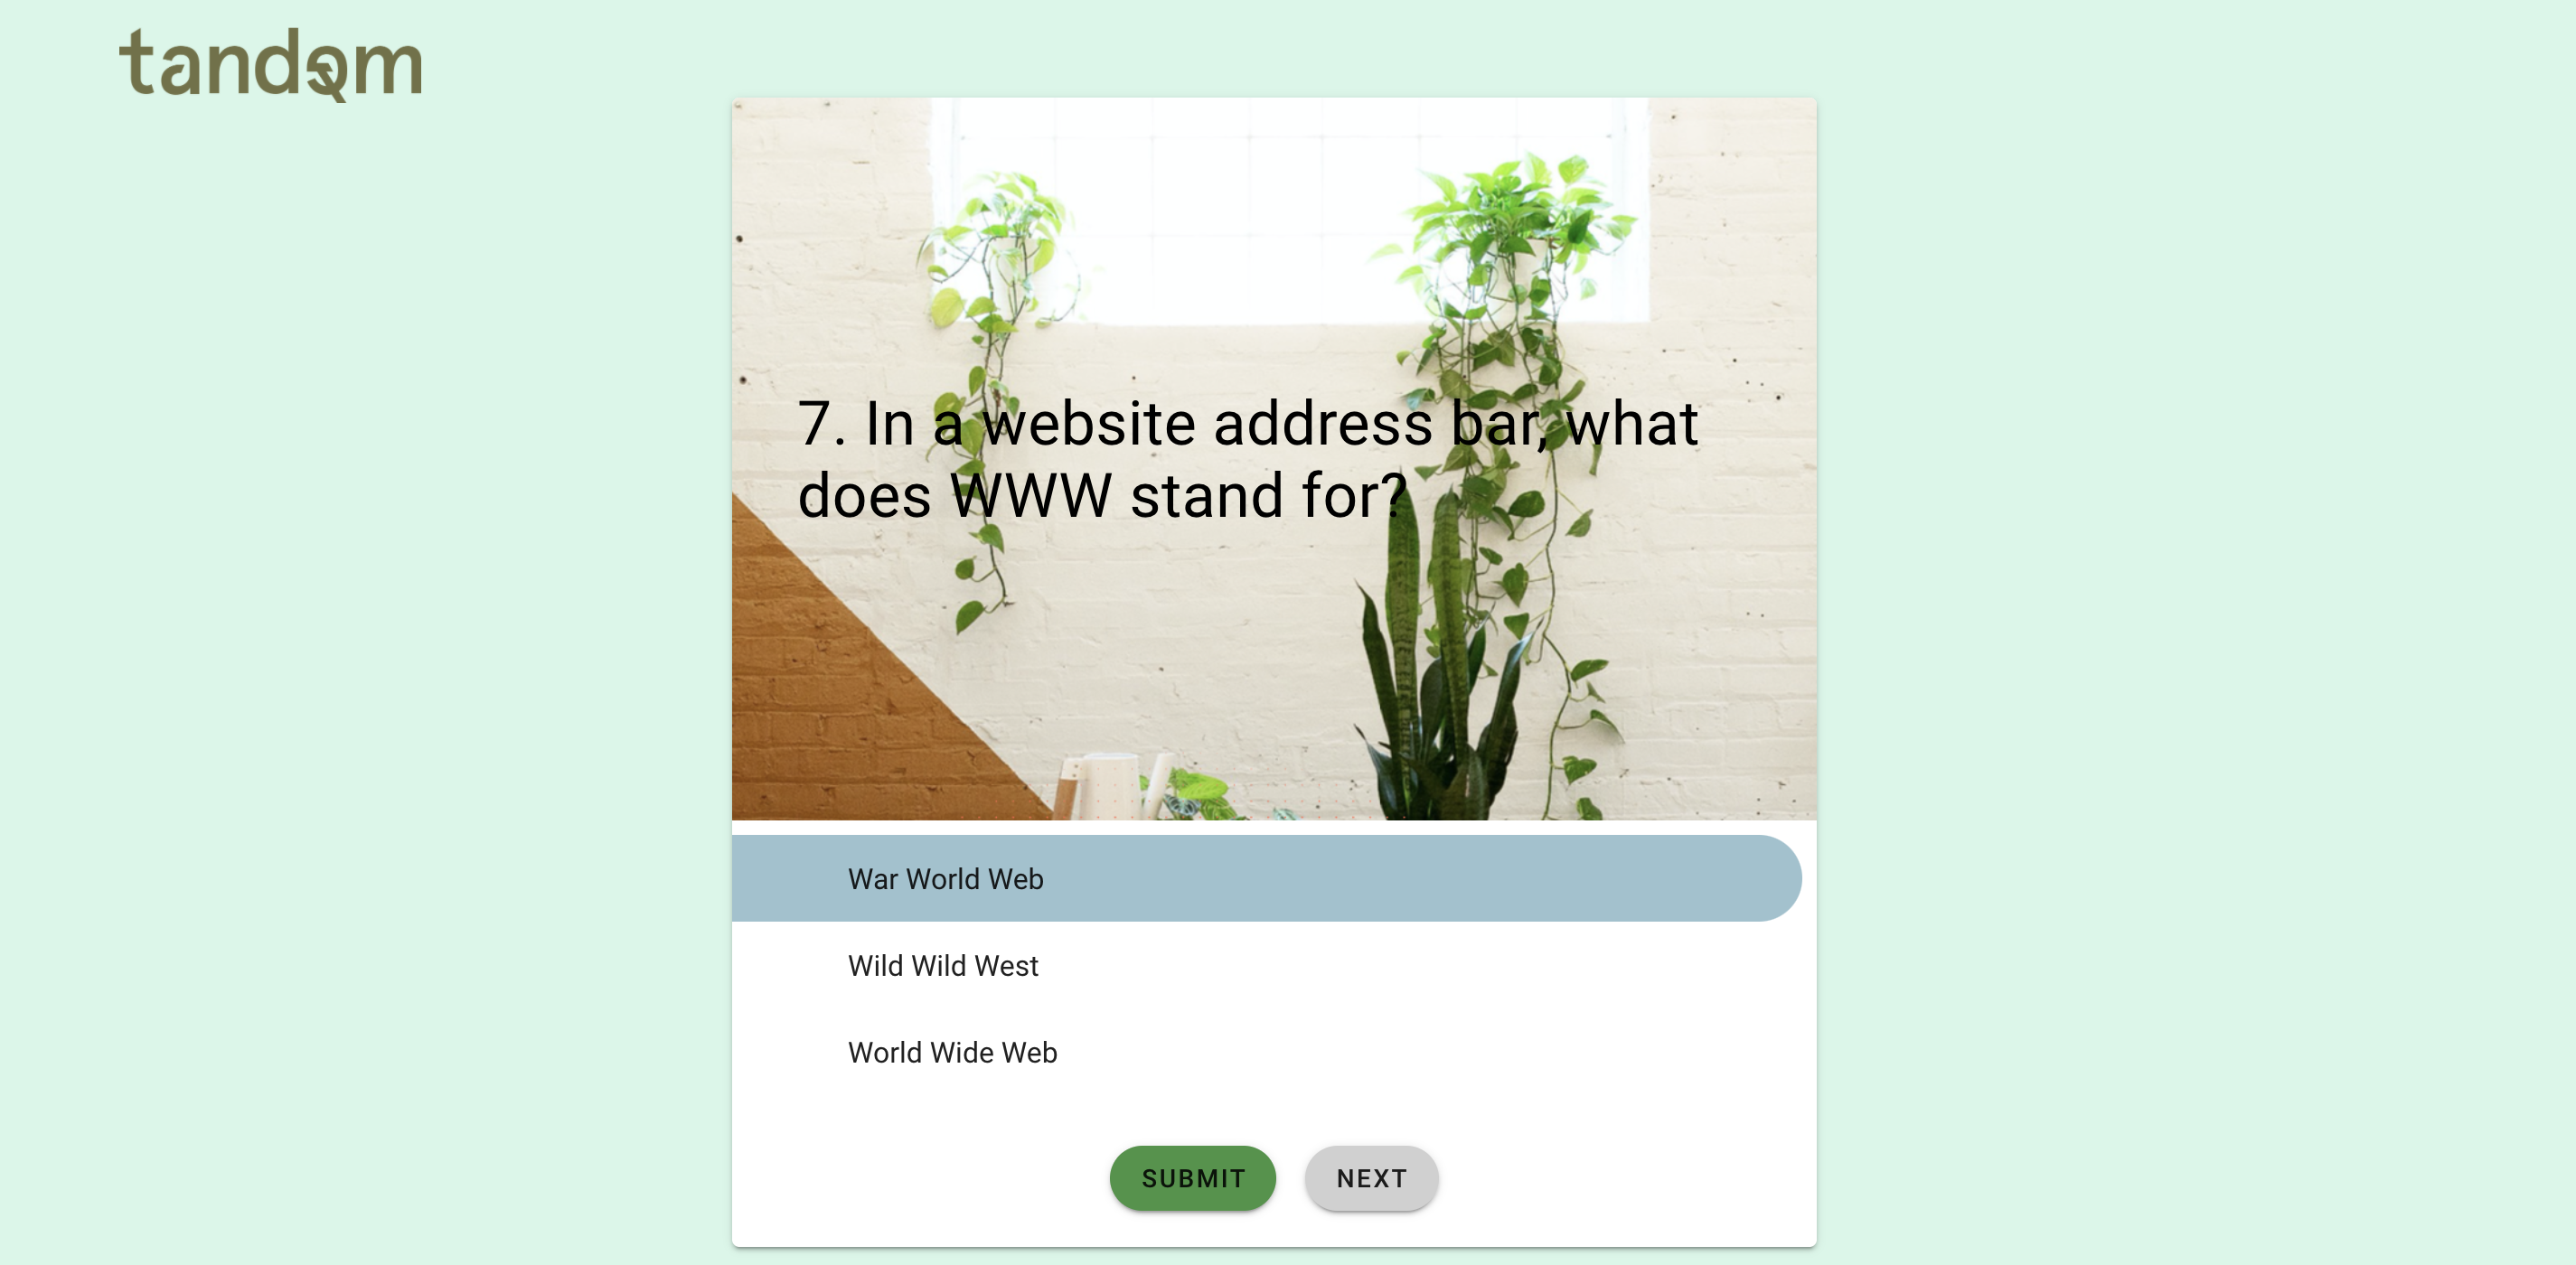 tandem
7. In a website address bar, what
does WWW stand for?
War World Web
Wild Wild West
World Wide Web
SUBMIT
NEXT